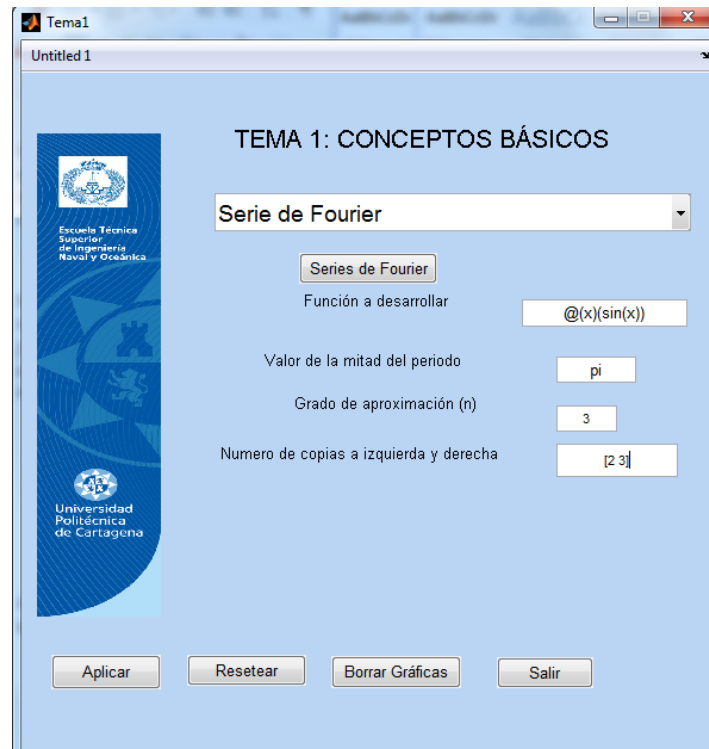 Tema1
Untitled 1
TEMA 1: CONCEPTOS BÁSICOS
Escuela Técnica
Superior
de Ingeniería
Naval y Oceánica
Serie de Fourier
Series de Fourier
Función a desarrollar
@(x)(sin(x))
Valor de la mitad del periodo
pi
Grado de aproximación (n)
3
Numero de copias a izquierda y derecha
[2 3]
Universidad
Politécnica
de Cartagena
Aplicar
Resetear
Borrar Gráficas
Salir